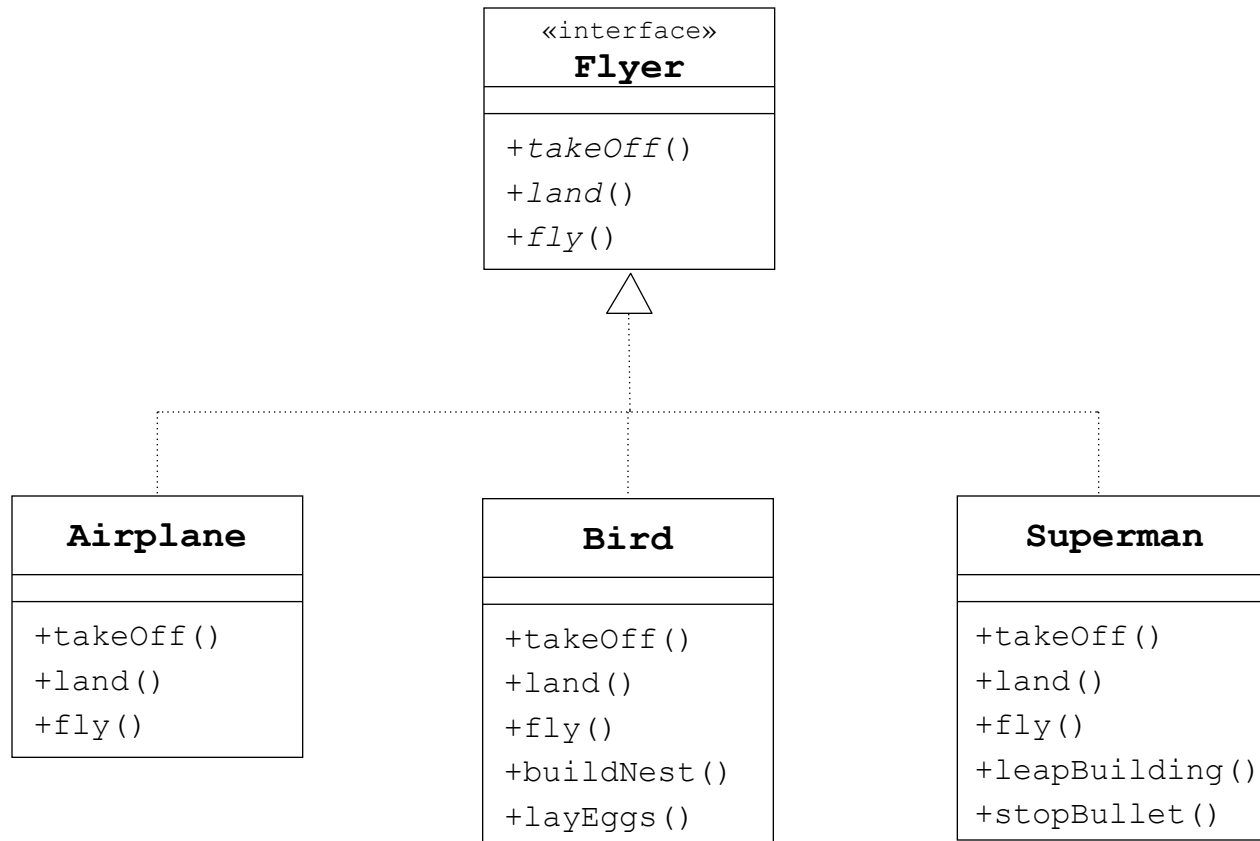 «interface»
Flyer
+takeOff()
+land()
+fly()
Airplane
+takeOff()
+land()
+fly()
Bird
+takeOff()
+land()
+fly()
+buildNest()
+layEggs()
Superman
+takeOff()
+land()
+fly()
+leapBuilding()
+stopBullet()